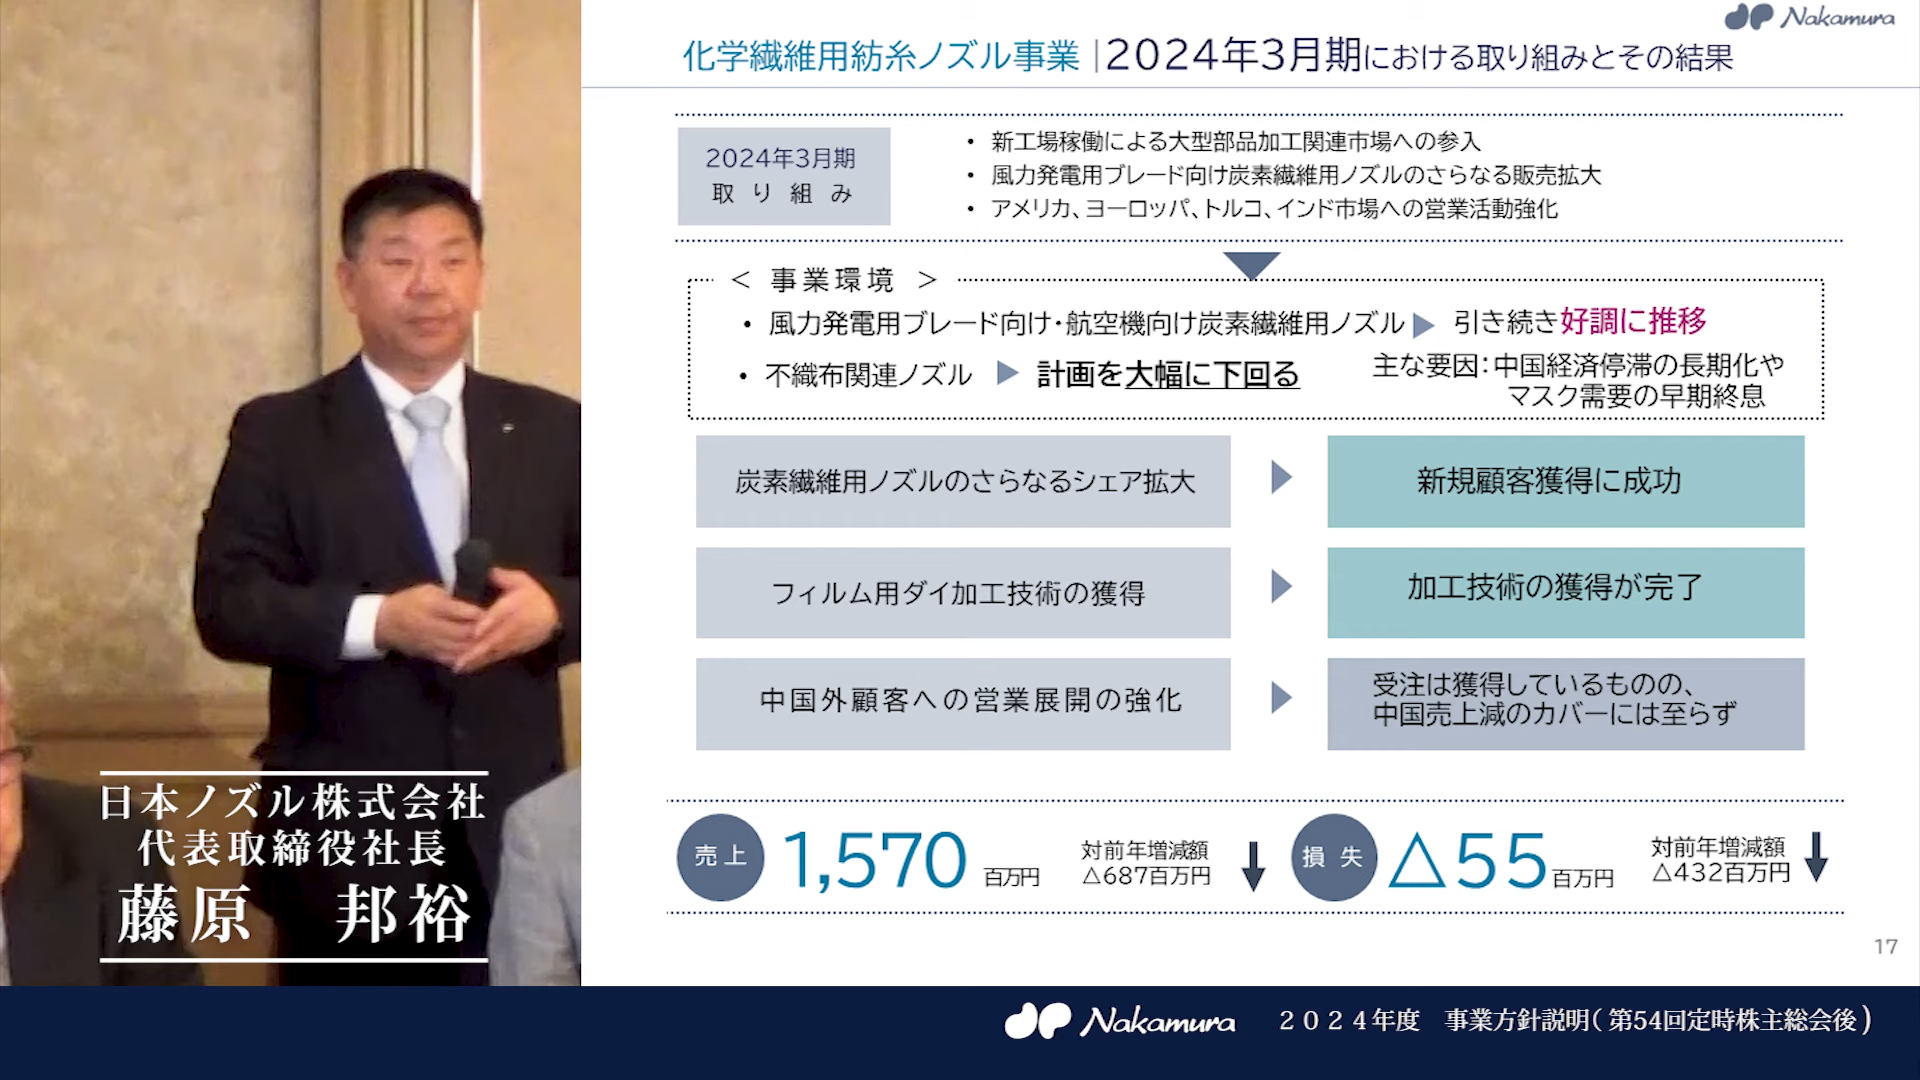 Nakamura
化学繊維用紡糸ノズル事業 | 2024年3月期における取り組みとその結果
2024年3月期
取り組み
• 新工場稼働による大型部品加工関連市場への参入
• 風力発電用ブレード向け炭素繊維用ノズルのさらなる販売拡大
• アメリカ、ヨーロッパ、トルコ、インド市場への営業活動強化
＜ 事業環境 ＞
• 風力発電用ブレード向け・航空機向け炭素繊維用ノズル ▶ 引き続き好調に推移
• 不織布関連ノズル ▶ 計画を大幅に下回る
主な要因：中国経済停滞の長期化や
マスク需要の早期終息
炭素繊維用ノズルのさらなるシェア拡大
新規顧客獲得に成功
フィルム用ダイ加工技術の獲得
加工技術の獲得が完了
中国外顧客への営業展開の強化
受注は獲得しているものの、
中国売上減のカバーには至らず
売上
1,570百万円
対前年増減額
△687百万円
損失
△55百万円
対前年増減額
△432百万円
17
日本ノズル株式会社
代表取締役社長
藤原 邦裕
Nakamura
２０２４年度 事業方針説明(第54回定時株主総会後)